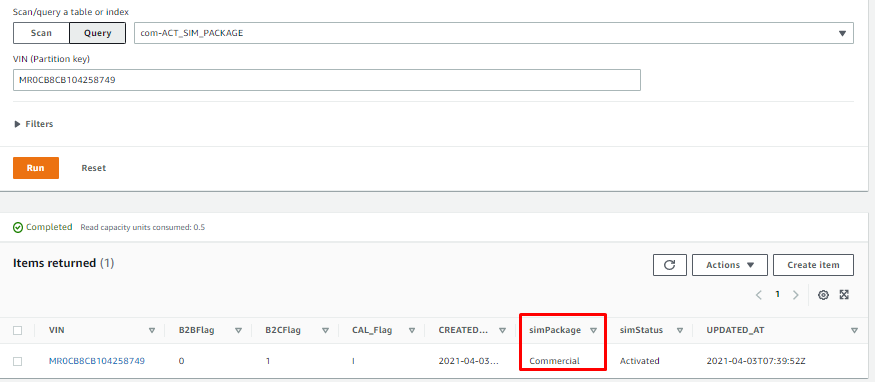 Scan/query a table or index
Scan Query com-ACT_SIM_PACKAGE
VIN (Partition key)
MR0CB8CB104258749
Filters
Run Reset
Completed Read capacity units consumed: 0.5
Items returned (1) Actions Create item
1
VIN B2BFlag B2CFlag CAL_Flag CREATED... simPackage simStatus UPDATED_AT
MR0CB8CB104258749 0 1 I 2021-04-03... Commercial Activated 2021-04-03T07:39:52Z